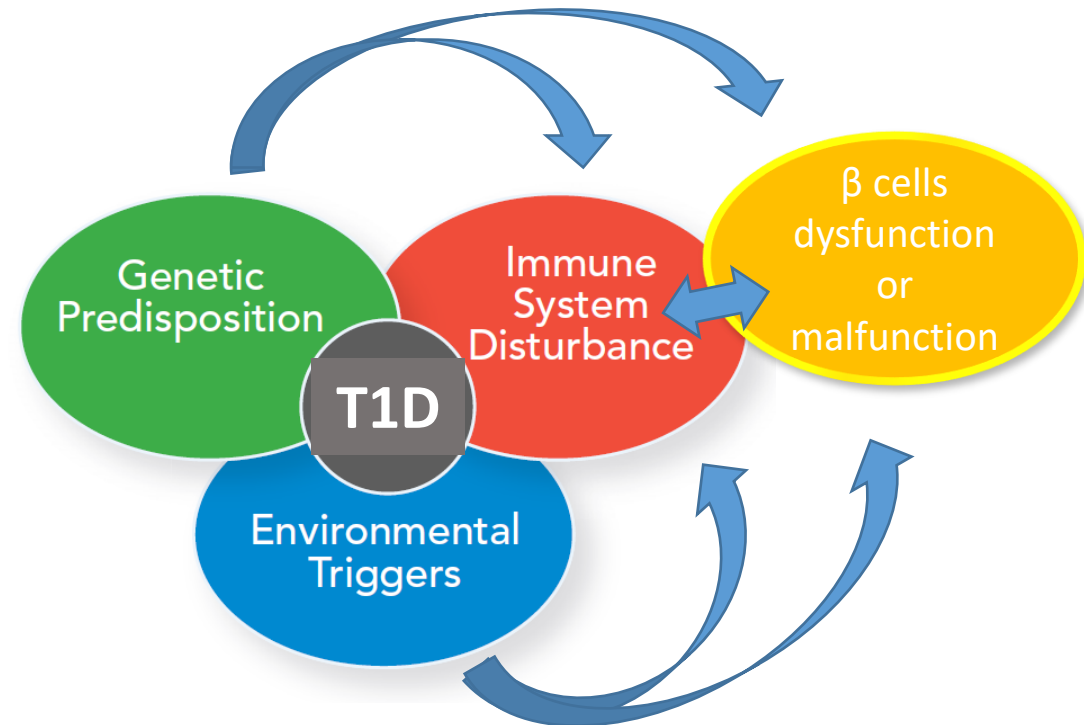 Genetic
Predisposition
Immune
System
Disturbance
β cells
dysfunction
or
malfunction
T1D
Environmental
Triggers